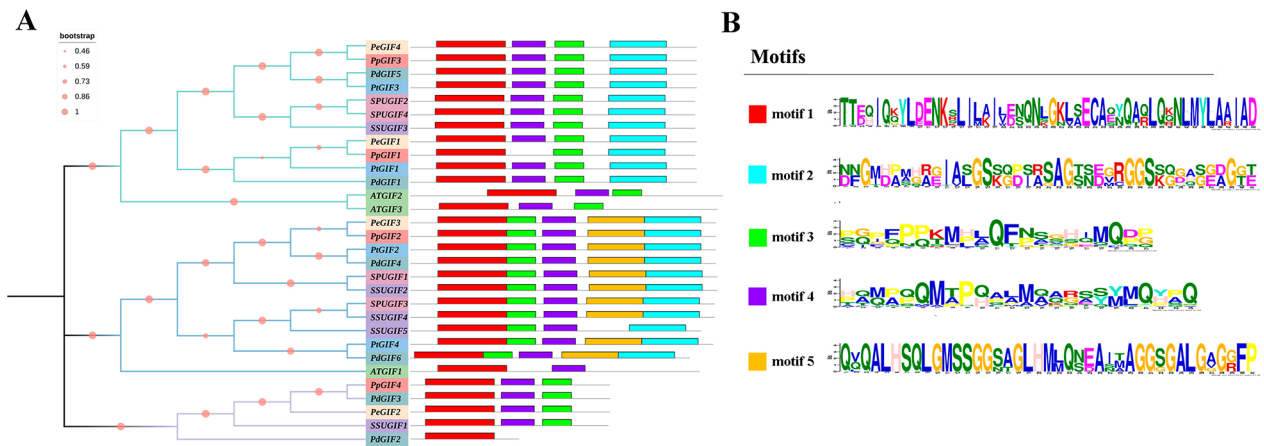 A
bootstrap
0.46
0.59
0.73
0.86
1
PeGIF4
PpGIF3
PdGIF5
PtGIF3
SPUGIF2
SPUGIF4
SSUGIF3
PeGIF1
PpGIF1
PtGIF1
PdGIF1
ATGIF2
ATGIF3
PeGIF3
PpGIF2
PtGIF2
PdGIF4
SPUGIF1
SSUGIF2
SPUGIF3
SSUGIF4
SSUGIF5
PtGIF4
PdGIF6
ATGIF1
PpGIF4
PdGIF3
PeGIF2
SSUGIF1
PdGIF2
B
Motifs
motif 1
motif 2
motif 3
motif 4
motif 5